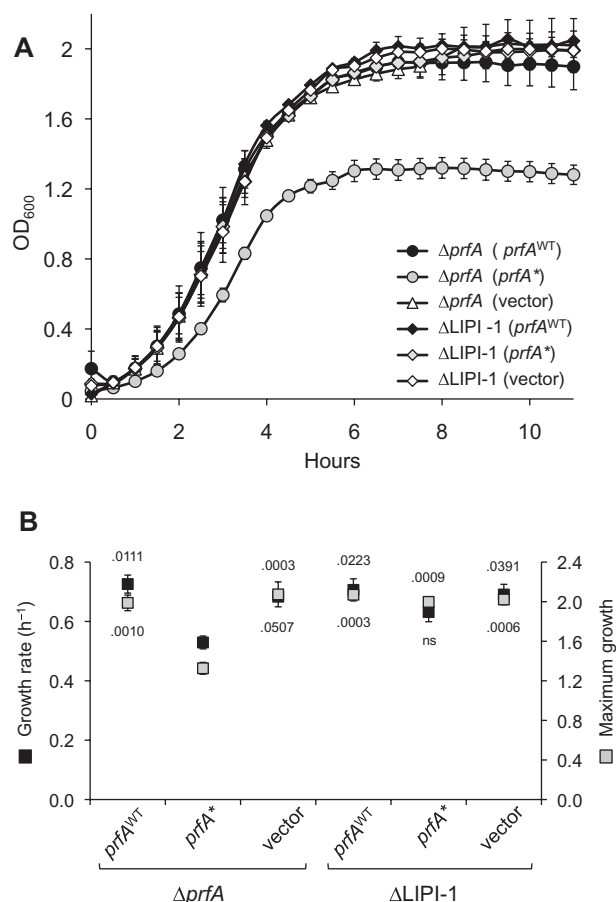 A
2
1.6
1.2
0.8
0.4
0
OD600
0 2 4 6 8 10
Hours
ΔprfA ( prfAWT)
ΔprfA (prfA*)
ΔprfA (vector)
ΔLIPI -1 (prfAWT)
ΔLIPI-1 (prfA*)
ΔLIPI-1 (vector)
B
0.8
0.6
0.4
0.2
0.0
Growth rate (h⁻¹)
.0111 .0003 .0223 .0009 .0391
.0010 .0507 .0003 ns .0006
2.4
2.0
1.6
1.2
0.8
0.4
0.0
Maximum growth
prfAWT prfA* vector prfAWT prfA* vector
ΔprfA ΔLIPI-1